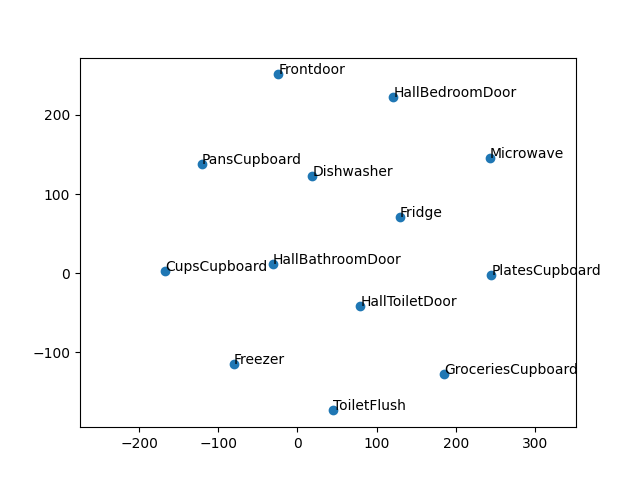 Frontdoor
HallBedroomDoor
200
Microwave
PansCupboard
Dishwasher
100
Fridge
HallBathroomDoor
CupsCupboard
PlatesCupboard
0
HallToiletDoor
−100
Freezer
GroceriesCupboard
ToiletFlush
−200 −100 0 100 200 300